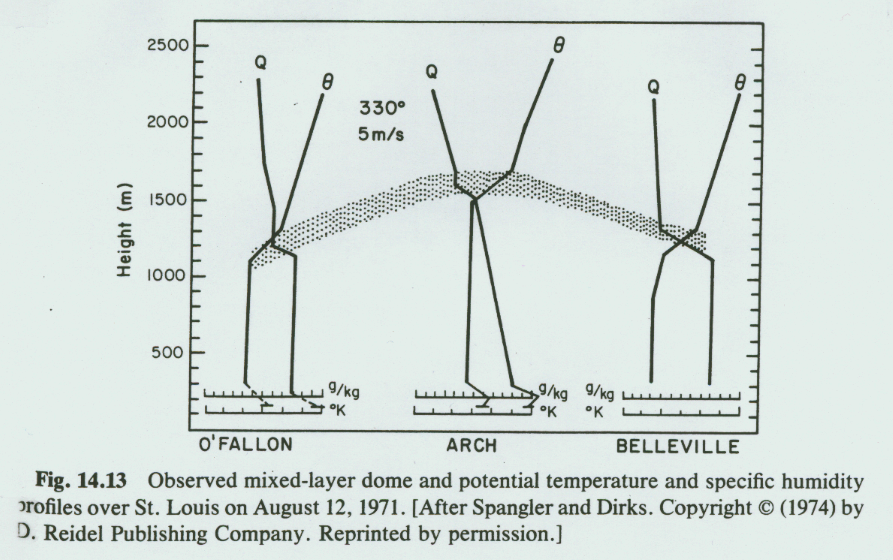 2500
Q
θ
Q
θ
Q
θ
330°
5 m/s
2000
1500
1000
500
Height (m)
g/kg
°K
g/kg
°K
g/kg
°K
O'FALLON
ARCH
BELLEVILLE
Fig. 14.13 Observed mixed-layer dome and potential temperature and specific humidity
profiles over St. Louis on August 12, 1971. [After Spangler and Dirks. Copyright © (1974) by
D. Reidel Publishing Company. Reprinted by permission.]